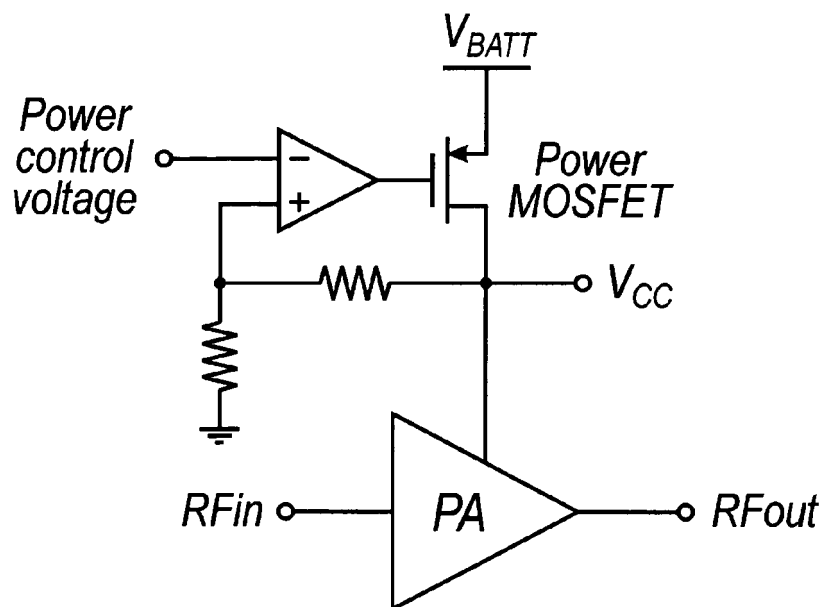 V_BATT
Power
control
voltage
−
+
Power
MOSFET
V_CC
RFin
PA
RFout